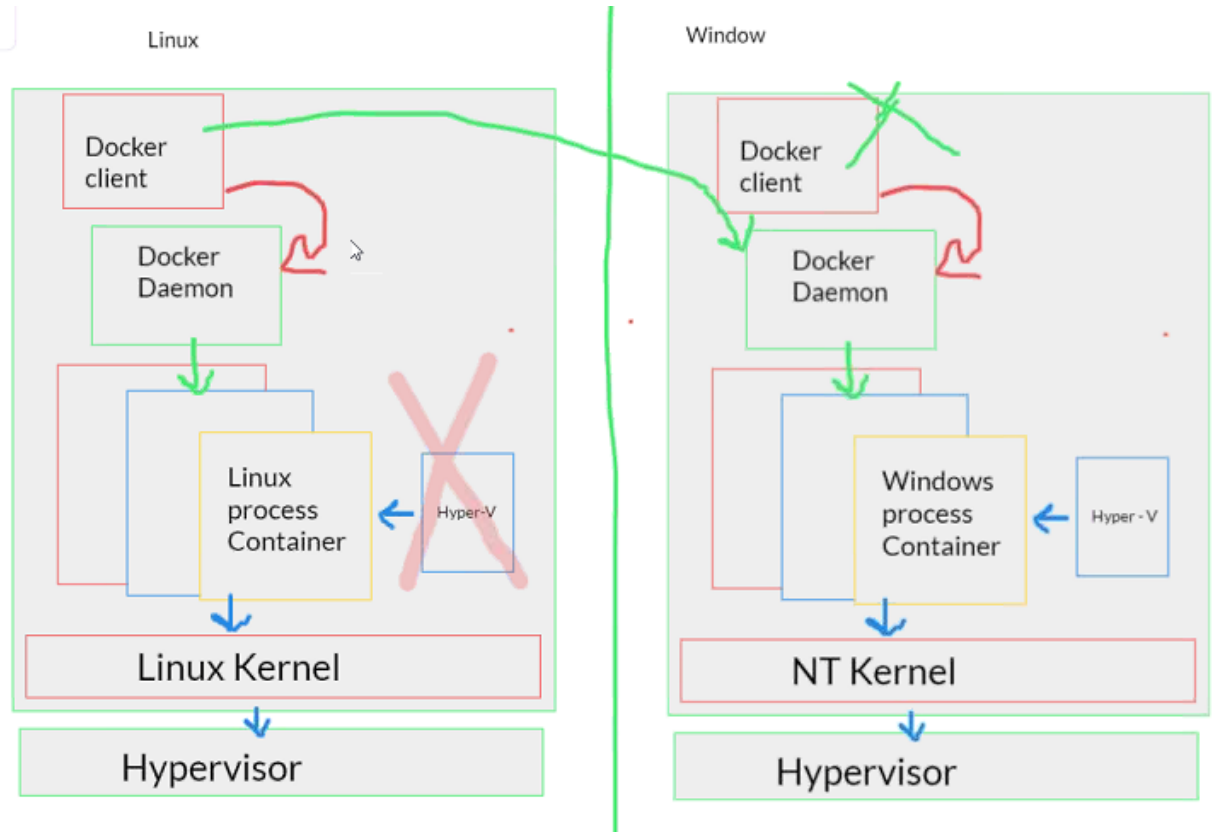 Linux
Docker
client
Docker
Daemon
Linux
process
Container
Hyper-V
Linux Kernel
Hypervisor
Window
Docker
client
Docker
Daemon
Windows
process
Container
Hyper - V
NT Kernel
Hypervisor